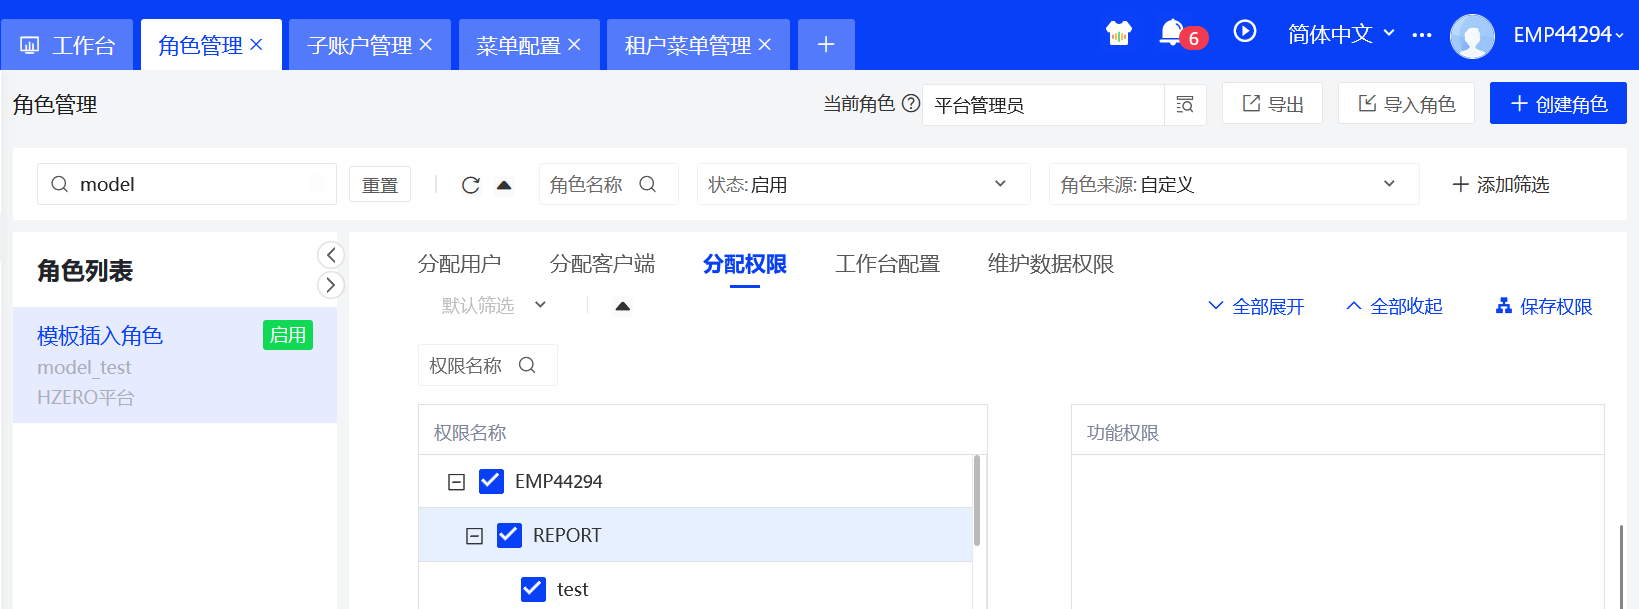 工作台 角色管理 子账户管理 菜单配置 租户菜单管理 6 简体中文 EMP44294
角色管理 当前角色 平台管理员 导出 导入角色 创建角色
model 重置 角色名称 状态:启用 角色来源:自定义 添加筛选
角色列表
模板插入角色 启用
model_test
HZERO平台
分配用户 分配客户端 分配权限 工作台配置 维护数据权限
默认筛选 全部展开 全部收起 保存权限
权限名称
权限名称 功能权限
EMP44294
REPORT
test